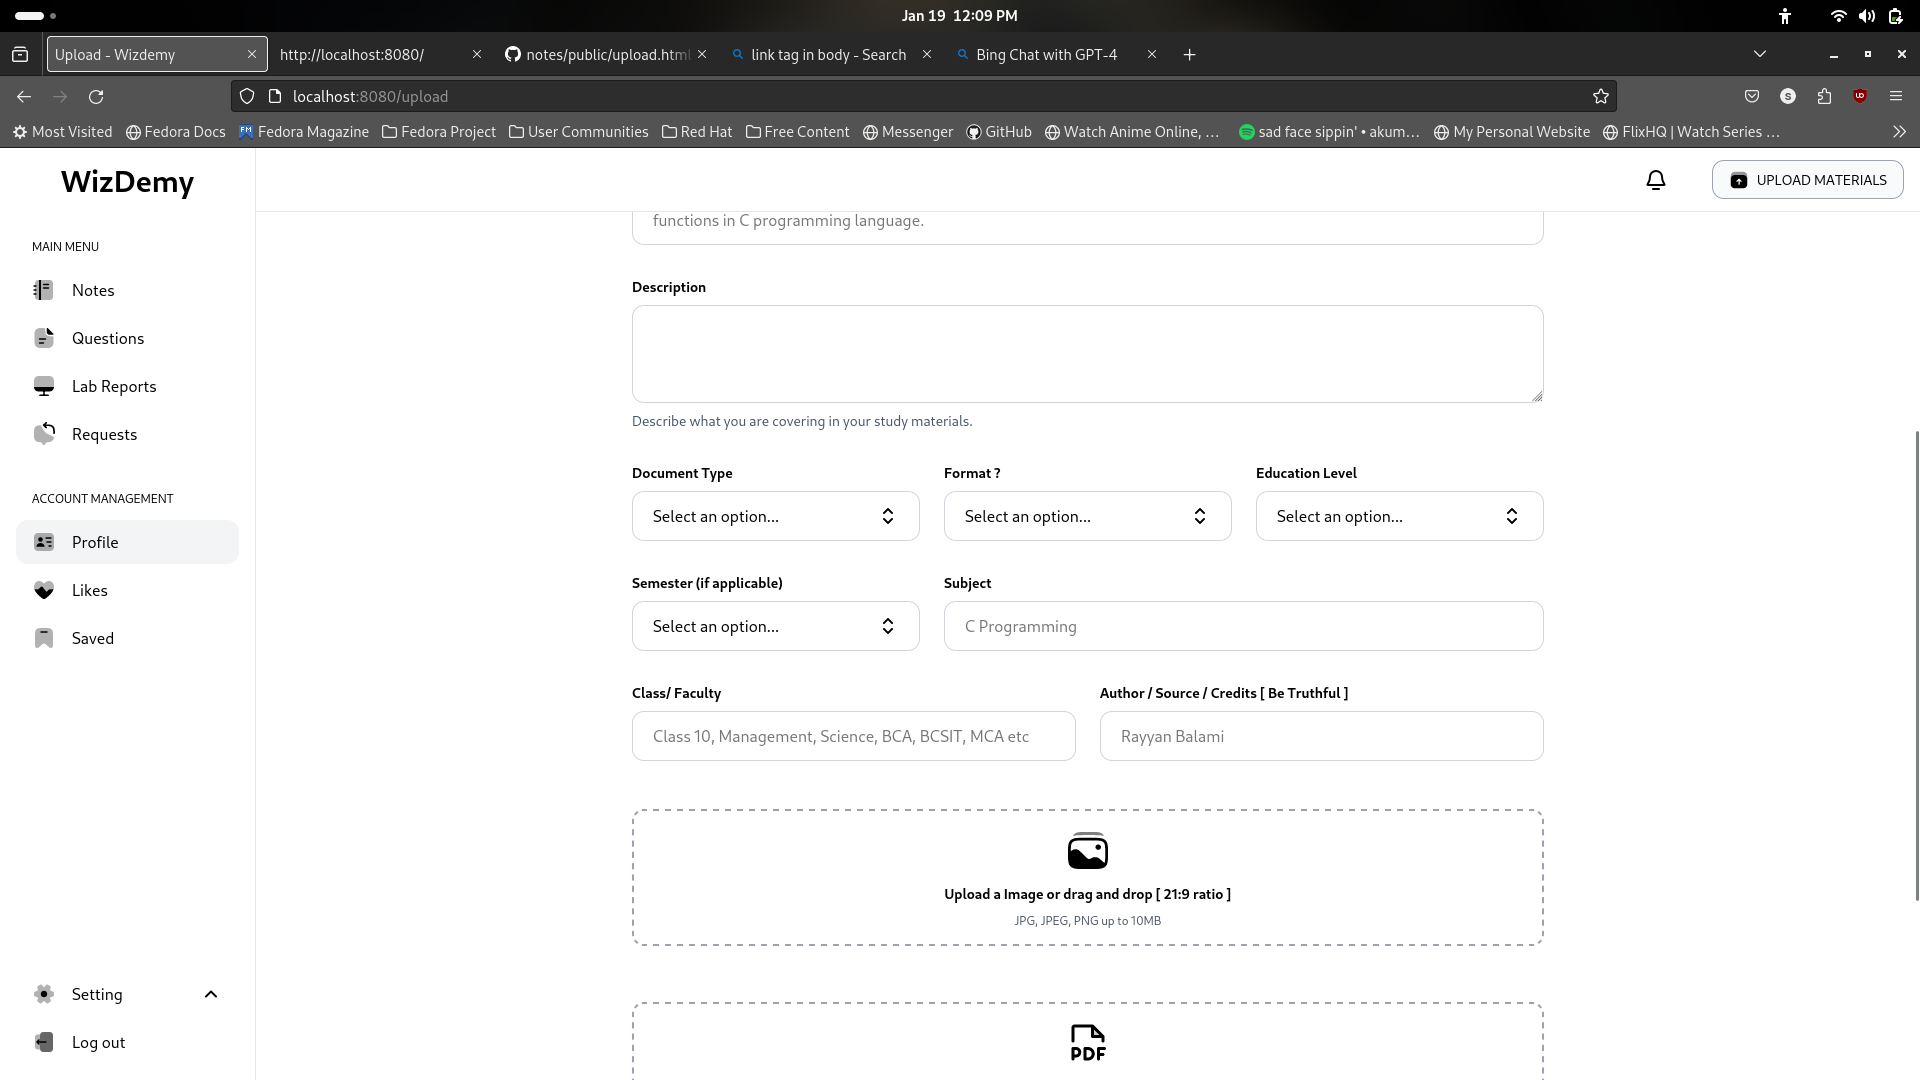 Jan 19 12:09 PM
Upload - Wizdemy
http://localhost:8080/
notes/public/upload.html
link tag in body - Search
Bing Chat with GPT-4
localhost:8080/upload
S
Most Visited
Fedora Docs
FM
Fedora Magazine
Fedora Project
User Communities
Red Hat
Free Content
Messenger
GitHub
Watch Anime Online, ...
sad face sippin' • akum...
My Personal Website
FlixHQ | Watch Series ...
WizDemy
UPLOAD MATERIALS
MAIN MENU
Notes
Questions
Lab Reports
Requests
ACCOUNT MANAGEMENT
Profile
Likes
Saved
Setting
Log out
functions in C programming language.
Description
Describe what you are covering in your study materials.
Document Type
Format ?
Education Level
Select an option...
Select an option...
Select an option...
Semester (if applicable)
Subject
Select an option...
C Programming
Class/ Faculty
Author / Source / Credits [ Be Truthful ]
Class 10, Management, Science, BCA, BCSIT, MCA etc
Rayyan Balami
Upload a Image or drag and drop [ 21:9 ratio ]
JPG, JPEG, PNG up to 10MB
PDF